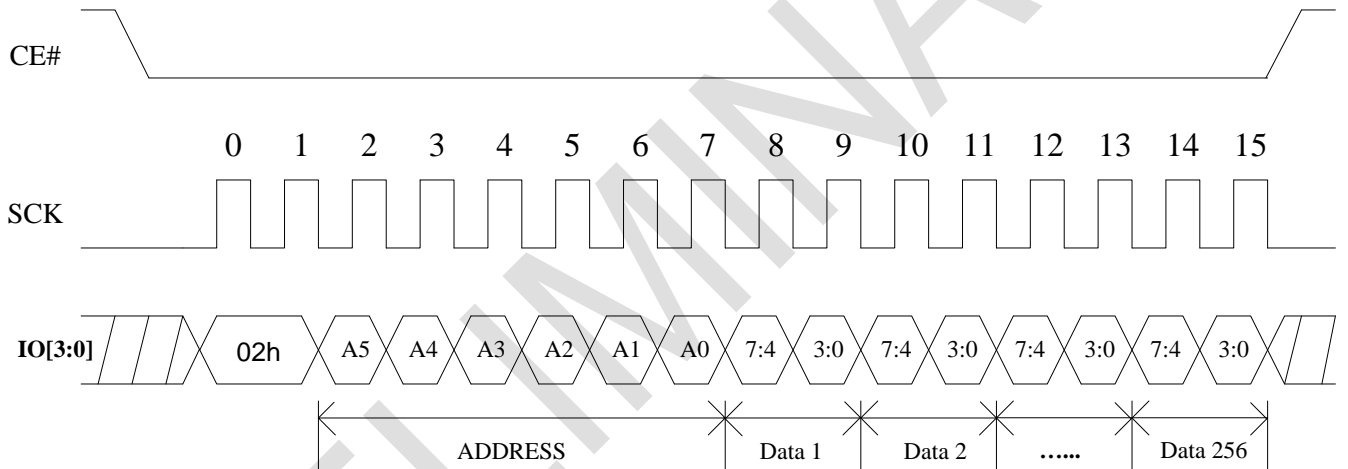 CE#
0 1 2 3 4 5 6 7 8 9 10 11 12 13 14 15
SCK
IO[3:0] 02h A5 A4 A3 A2 A1 A0 7:4 3:0 7:4 3:0 7:4 3:0 7:4 3:0
ADDRESS Data 1 Data 2 …... Data 256